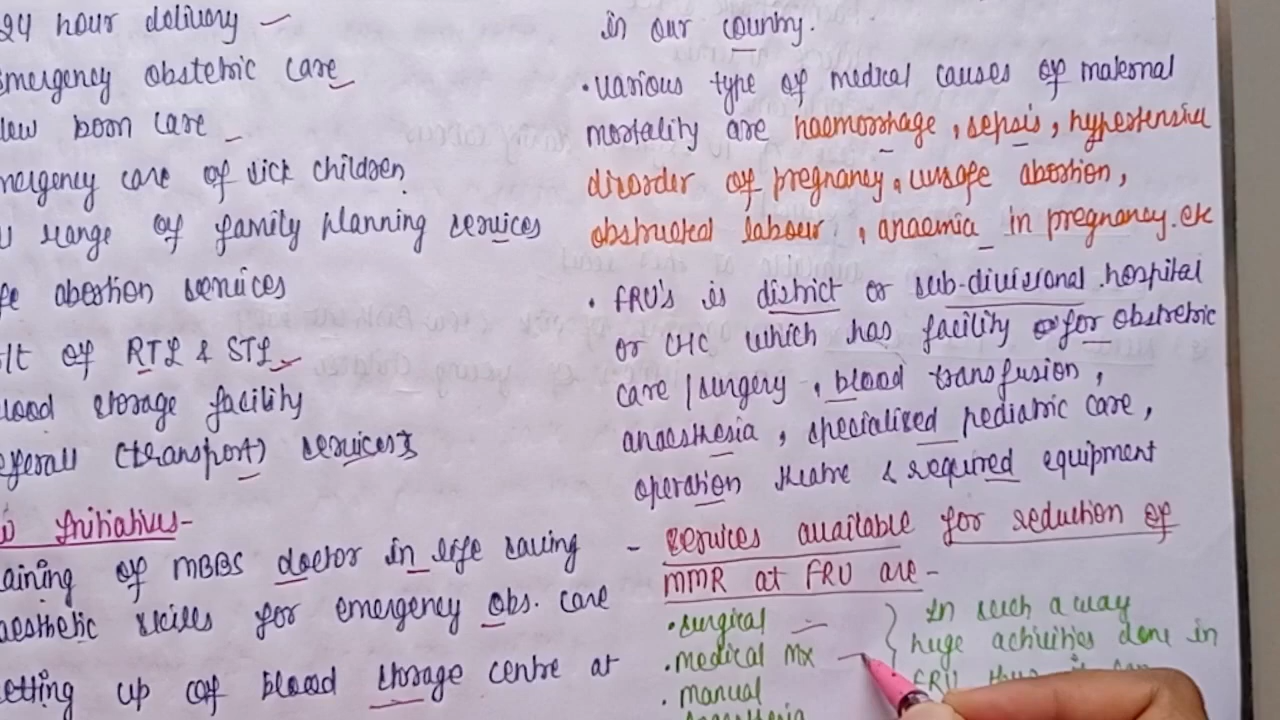 24 hour delivery -
emergency obstetric care
New born care
emergency care of sick children
range of family planning services
abortion services
of RTI & STI
blood storage facility
referall (transport) services
Initiatives-
training of MBBS doctor in life saving
anaesthetic skills for emergency obs. care
setting up of blood storage centre at
in our country.
• various type of medical causes of maternal
mortality are haemorrhage, sepsis, hypertensive
disorder of pregnancy, unsafe abortion,
obstructed labour, anaemia in pregnancy. etc
• FRU's is district or sub-divisional hospital
or CHC which has facility for obstretric
care / surgery, blood transfusion,
anaesthesia, specialised pediatric care,
operation theatre & required equipment
- services available for reduction of
MMR at FRU are -
• surgical
• medical mx
• manual
In such a way
huge activities done in
FRU